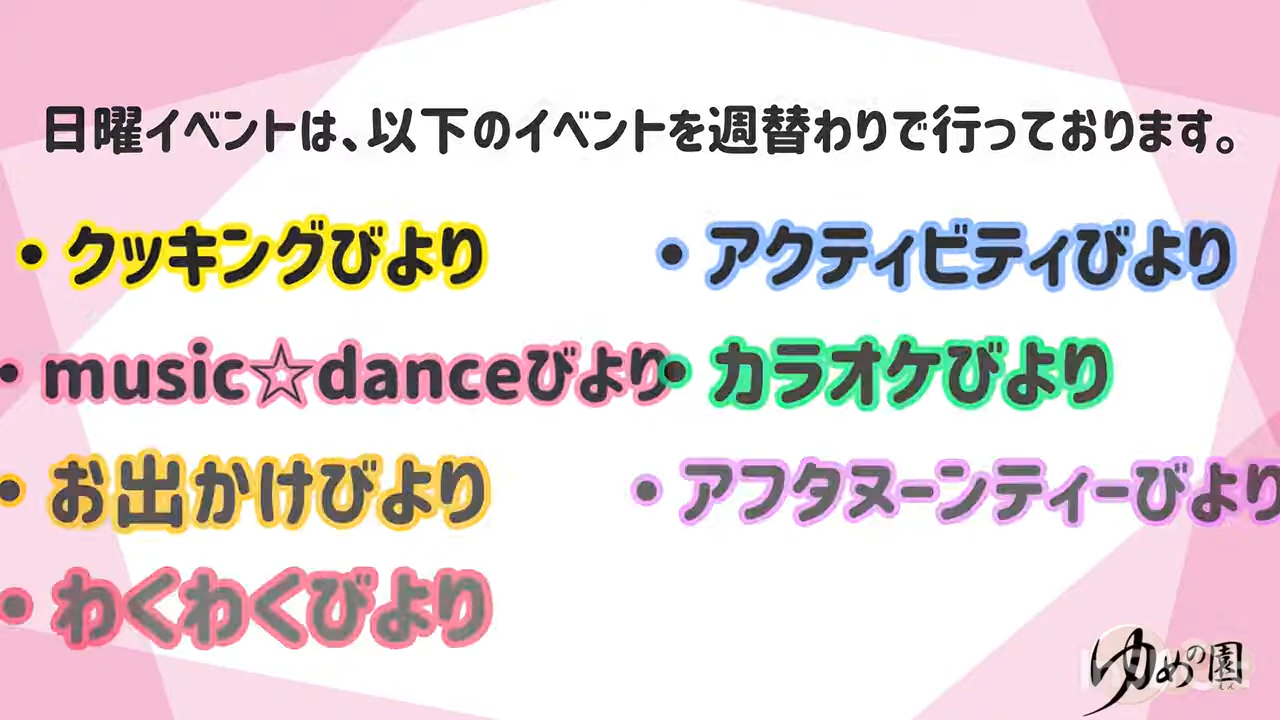 日曜イベントは、以下のイベントを週替わりで行っております。
・クッキングびより
・アクティビティびより
・music☆danceびより
・カラオケびより
・お出かけびより
・アフタヌーンティーびより
・わくわくびより
ゆめの園
えん